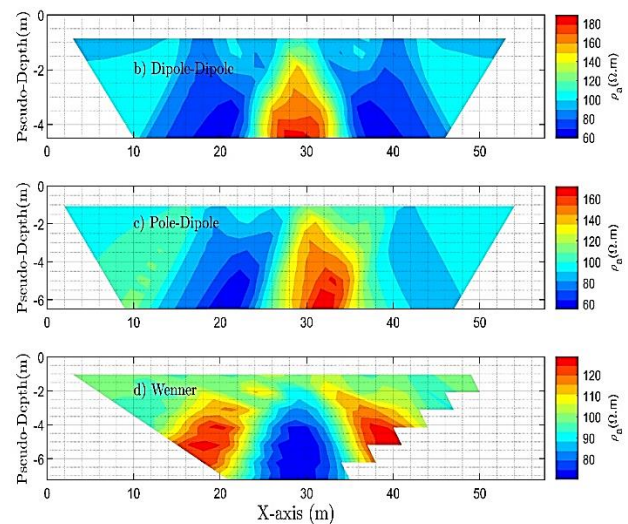 0
-2
-4
Pseudo-Depth(m)
b) Dipole-Dipole
0 10 20 30 40 50
180
160
140
120
100
80
60
ρa(Ω.m)
0
-2
-4
-6
Pseudo-Depth(m)
c) Pole-Dipole
0 10 20 30 40 50
160
140
120
100
80
60
ρa(Ω.m)
0
-2
-4
-6
Pseudo-Depth(m)
d) Wenner
0 10 20 30 40 50
X-axis (m)
120
110
100
90
80
ρa(Ω.m)